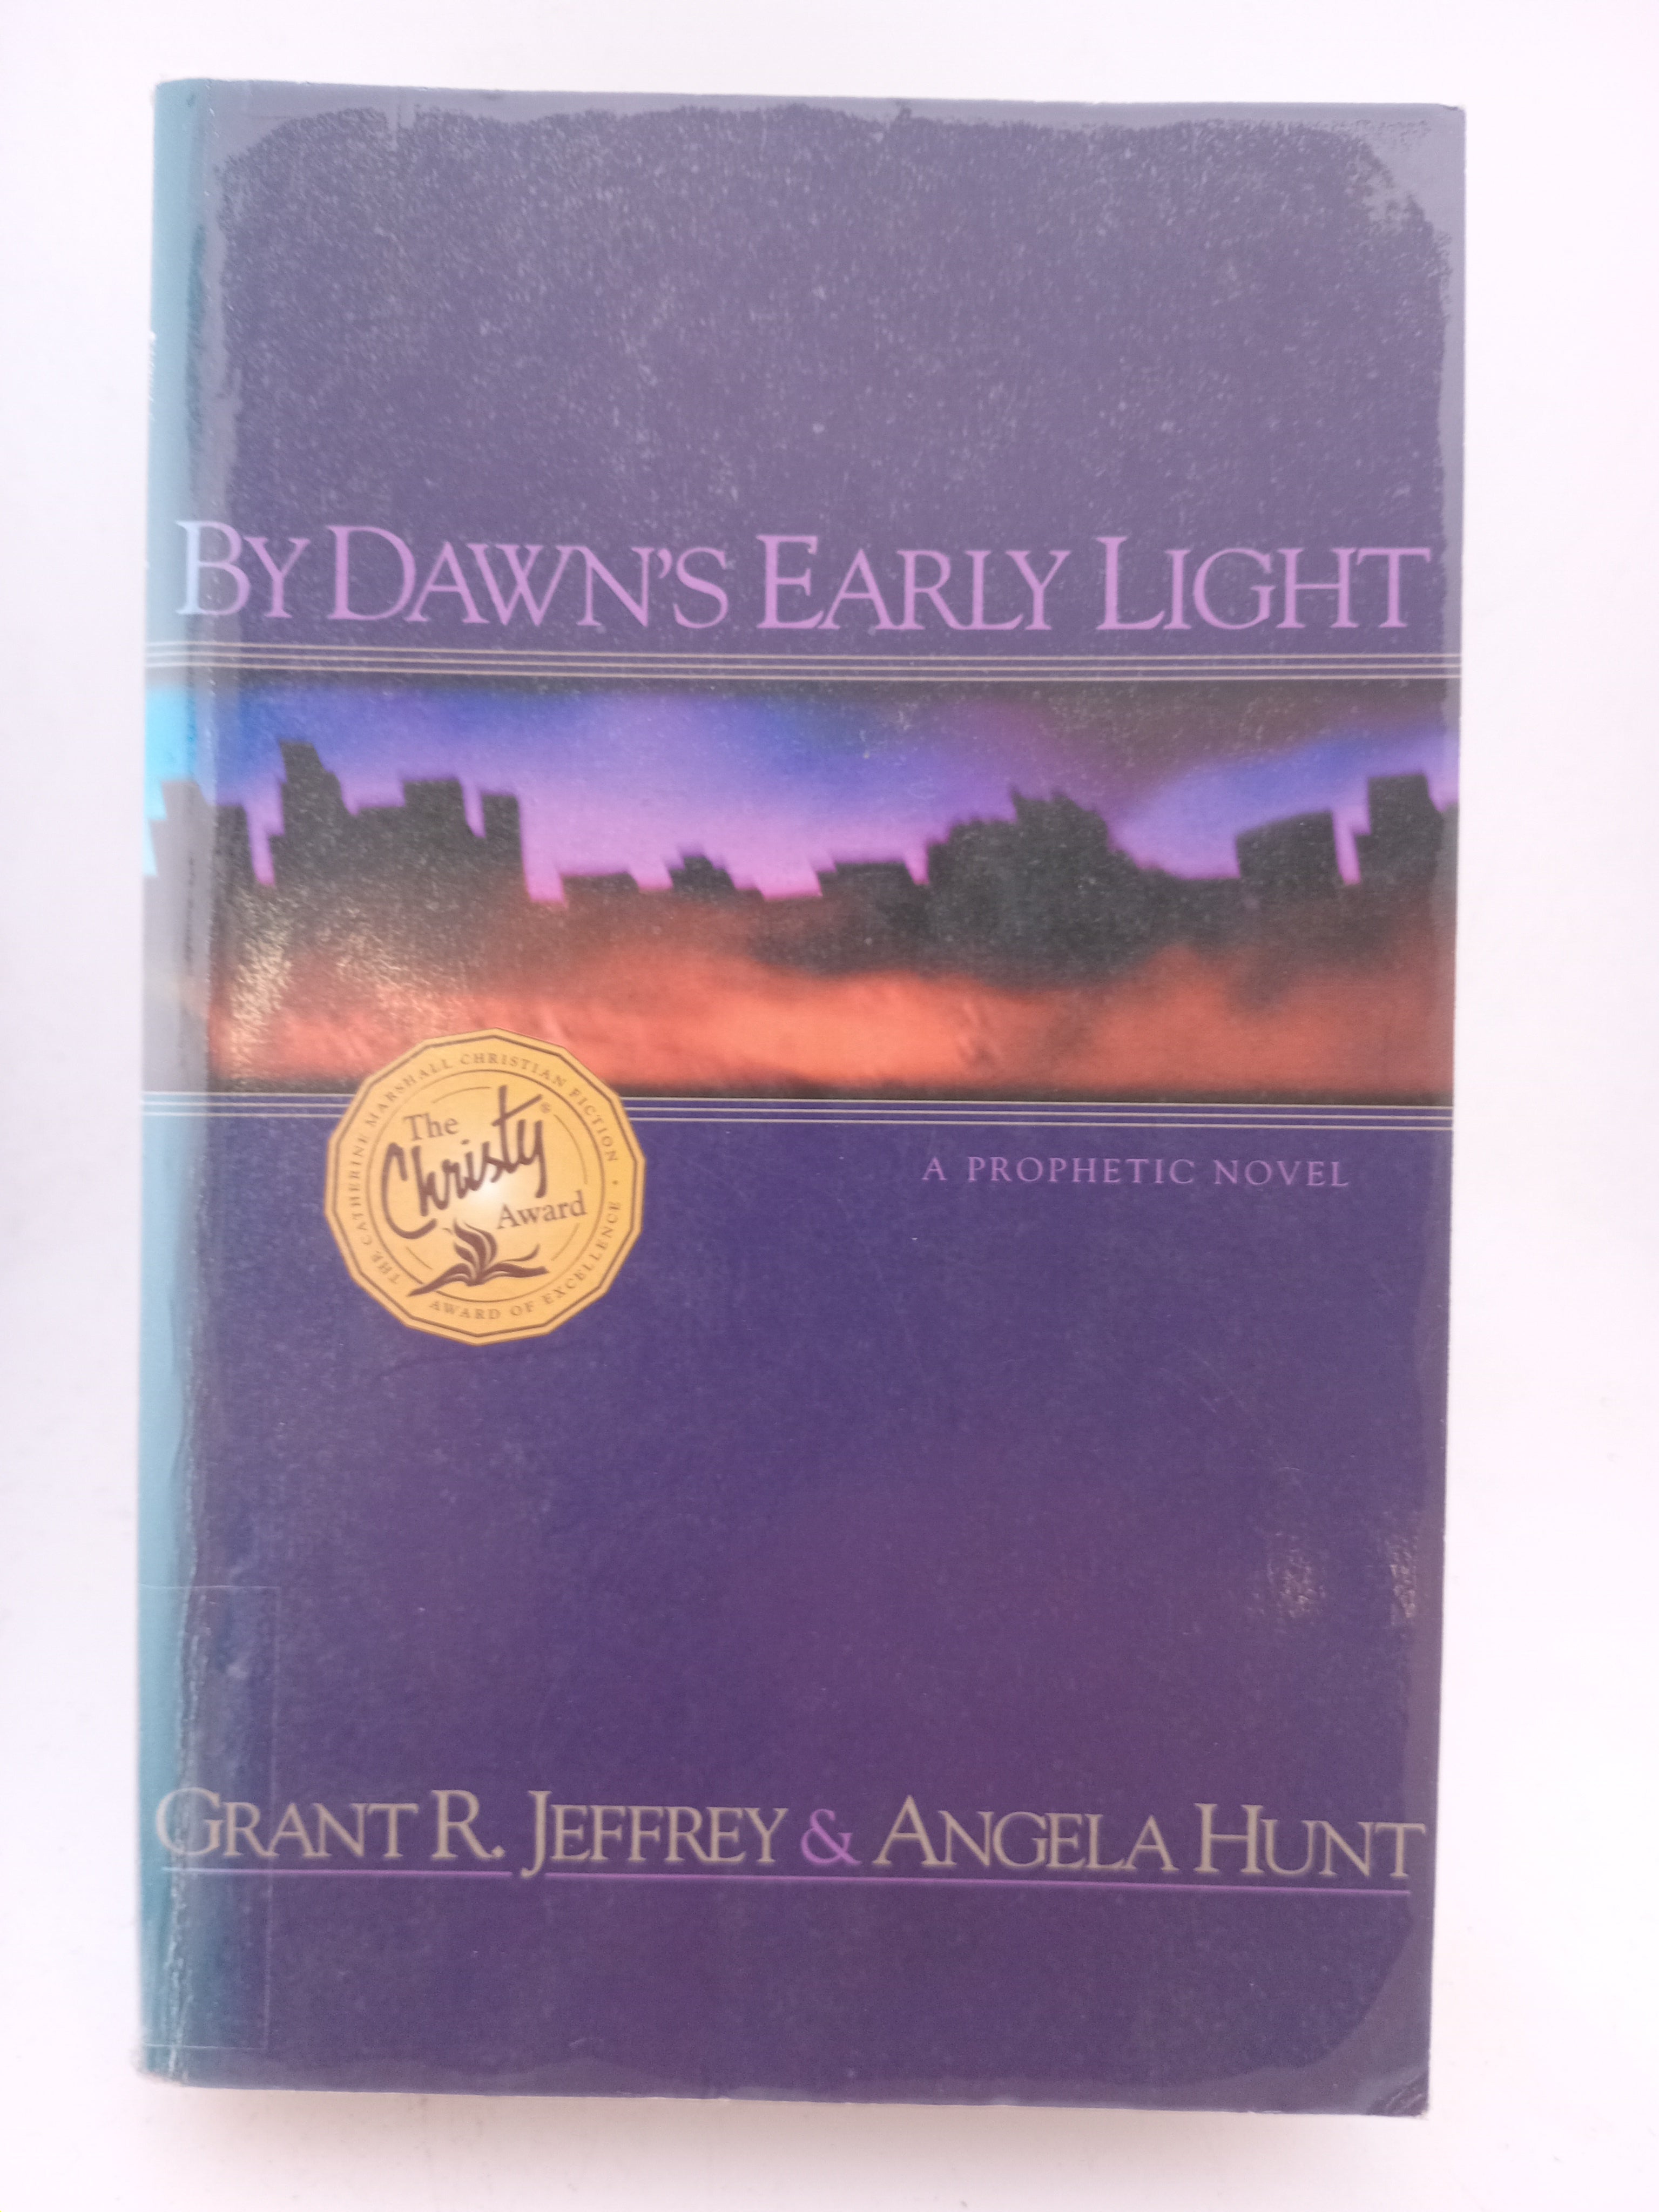 BY DAWN'S EARLY LIGHT
THE CATHERINE MARSHALL CHRISTIAN FICTION •
The
Christy®
Award
AWARD OF EXCELLENCE
A PROPHETIC NOVEL
GRANT R. JEFFREY & ANGELA HUNT